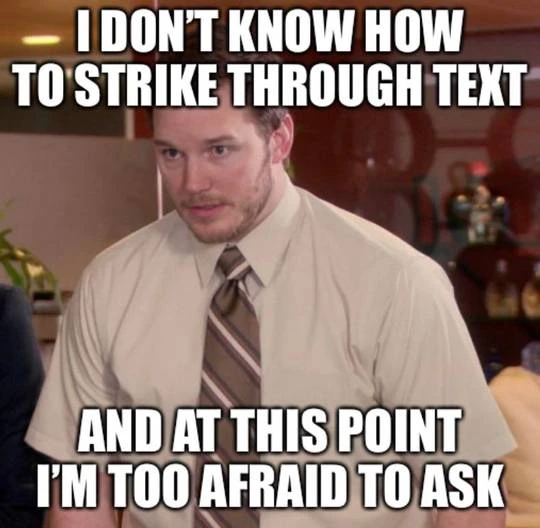 I DON'T KNOW HOW
TO STRIKE THROUGH TEXT
AND AT THIS POINT
I'M TOO AFRAID TO ASK